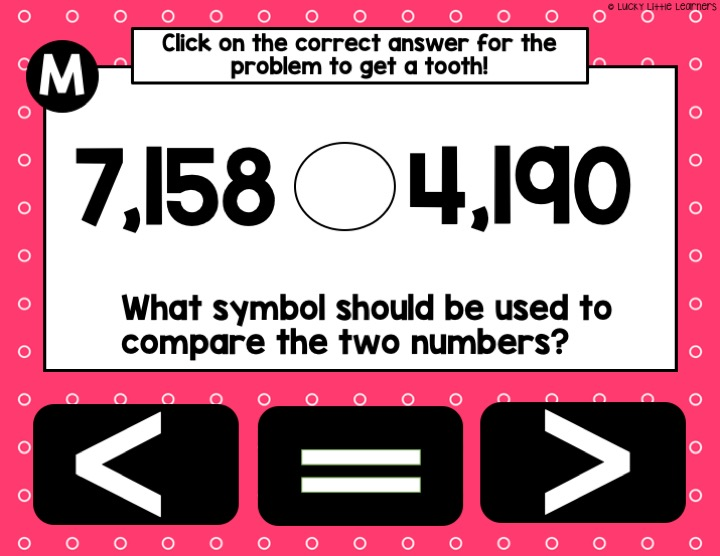 © Lucky Little Learners
Click on the correct answer for the
problem to get a tooth!
M
7,158 4,190
What symbol should be used to
compare the two numbers?
< = >